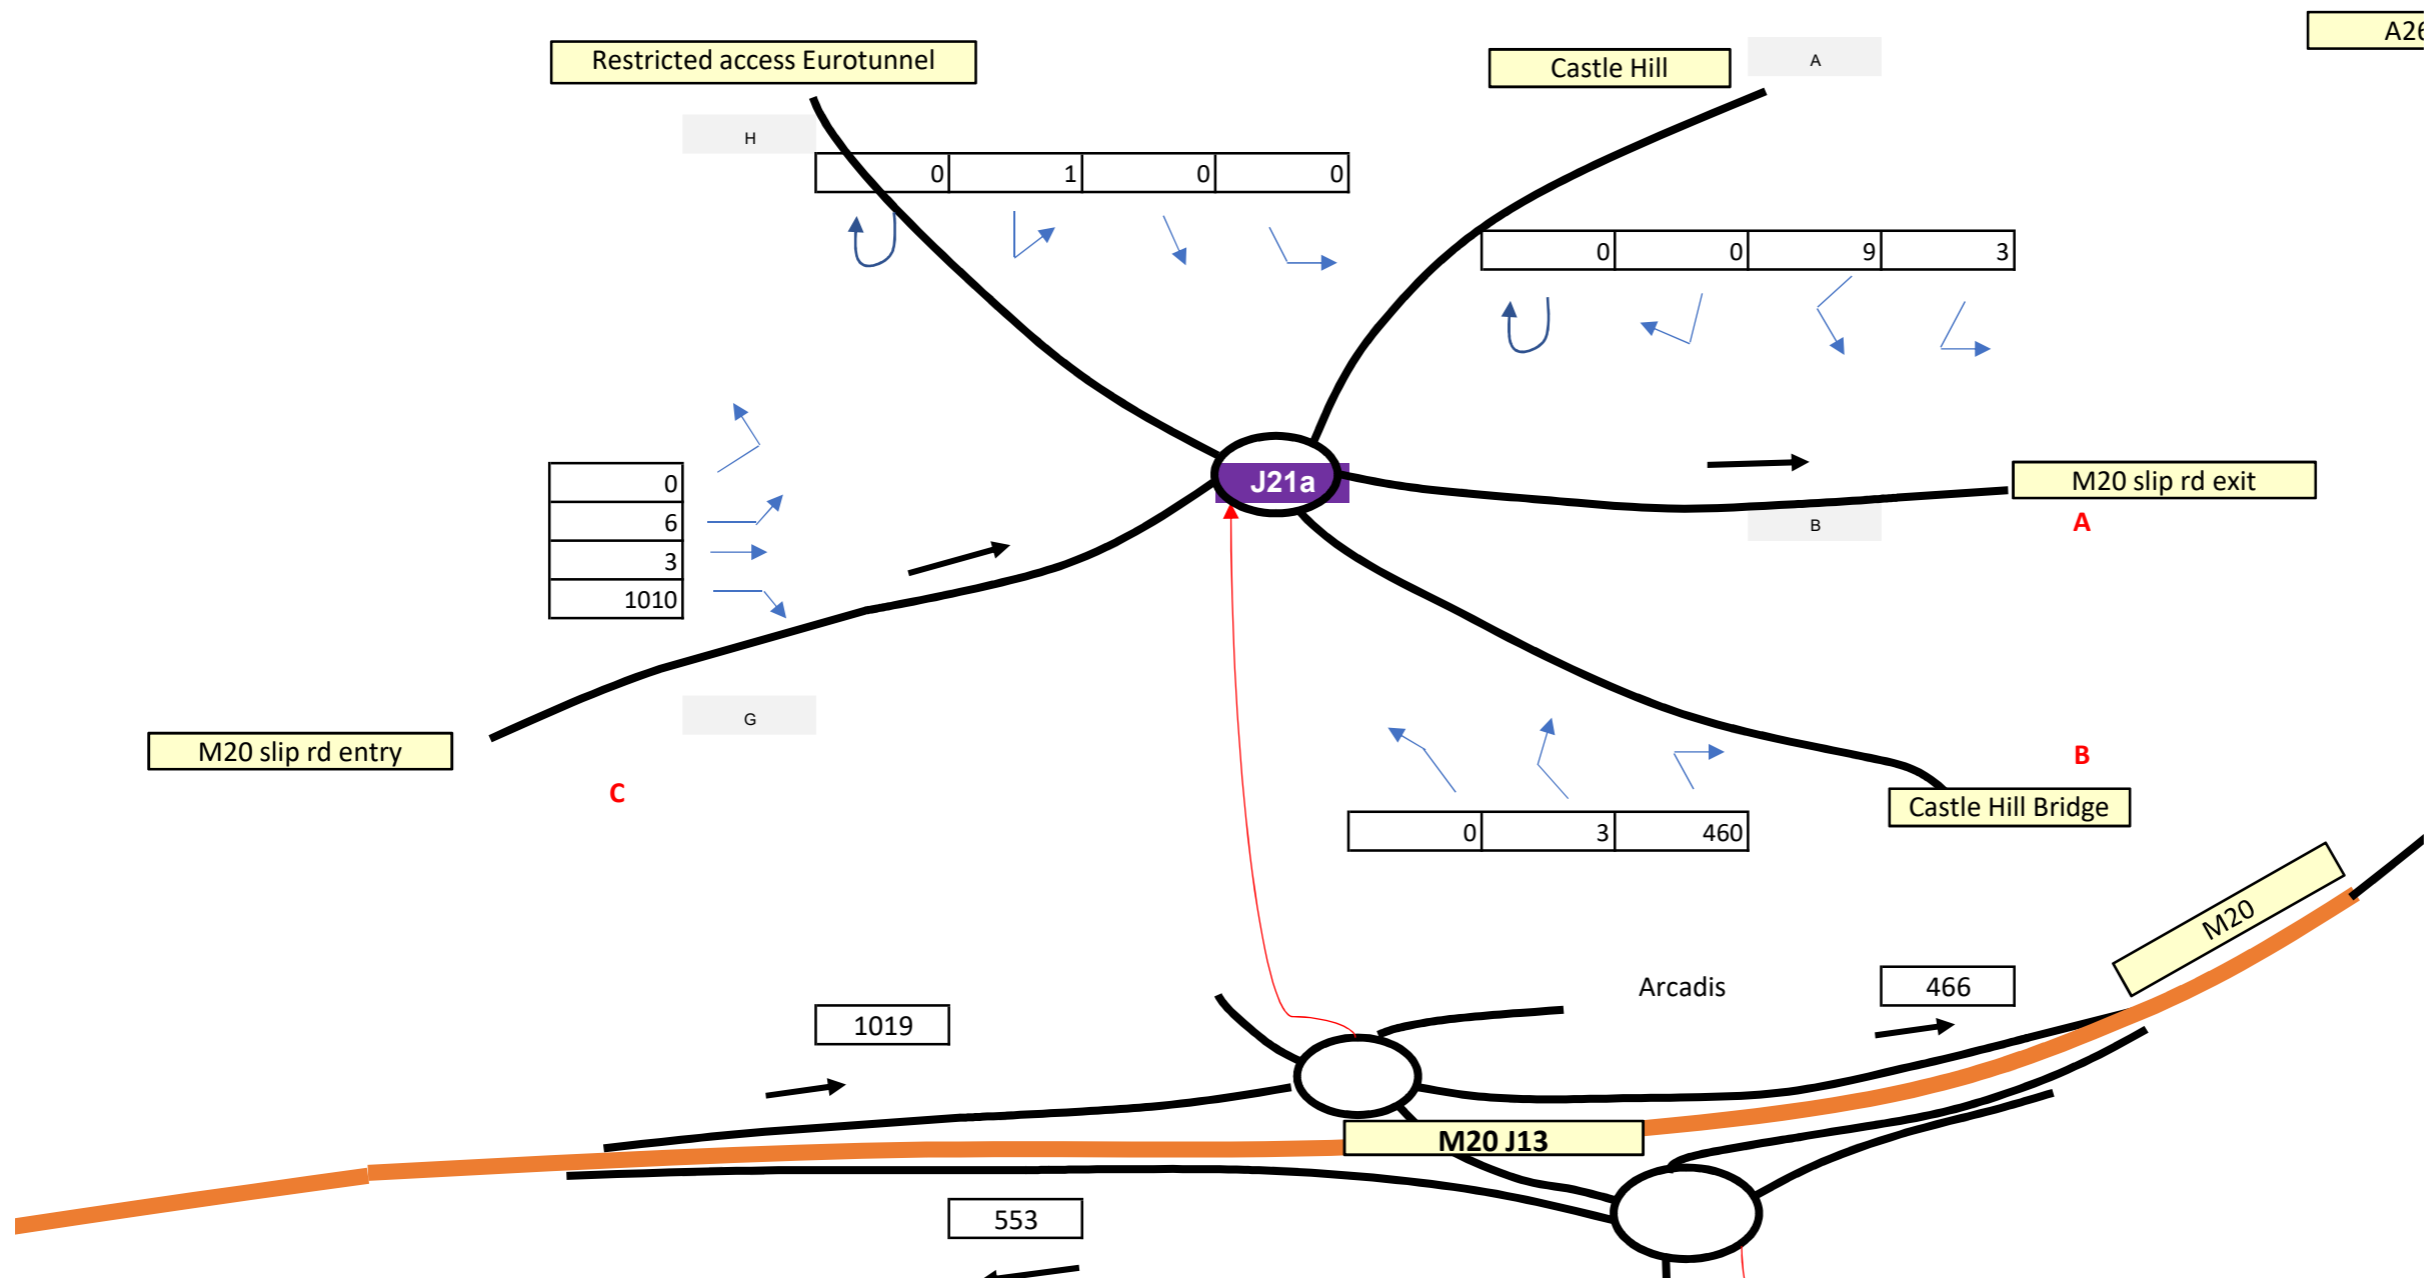 A26
Restricted access Eurotunnel
Castle Hill
A
H
0 1 0 0
0 0 9 3
0
6
3
1010
J21a
M20 slip rd exit
B
A
G
M20 slip rd entry
C
B
Castle Hill Bridge
0 3 460
M20
Arcadis
466
1019
M20 J13
553